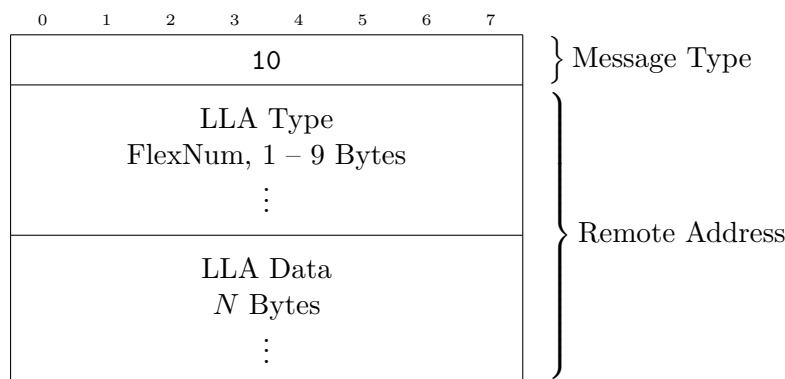 0 1 2 3 4 5 6 7
10
Message Type
LLA Type
FlexNum, 1 – 9 Bytes
⋮
Remote Address
LLA Data
N Bytes
⋮